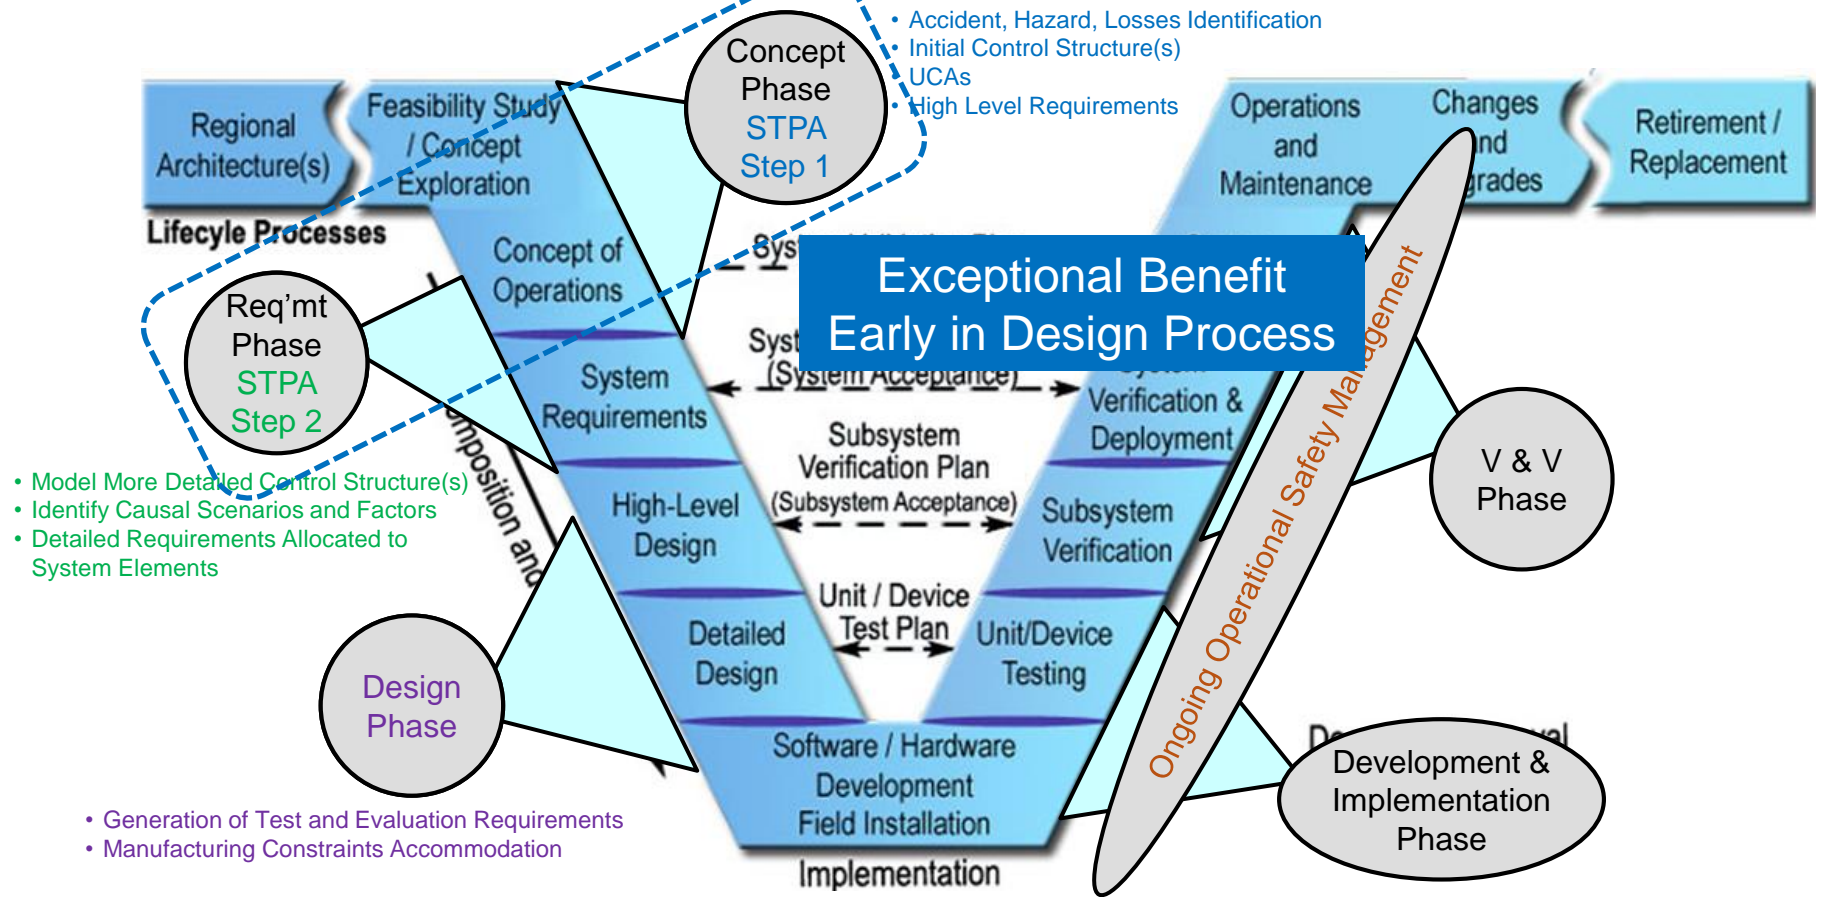 • Accident, Hazard, Losses Identification
• Initial Control Structure(s)
• UCAs
• High Level Requirements
Concept
Phase
STPA
Step 1
Regional
Architecture(s)
Feasibility Study
/ Concept
Exploration
Operations
and
Maintenance
Changes
and
grades
Retirement /
Replacement
Lifecyle Processes
Concept of
Operations
Exceptional Benefit
Early in Design Process
Req'mt
Phase
STPA
Step 2
System
Requirements
(System Acceptance)
Verification &
Deployment
Ongoing Operational Safety Management
• Model More Detailed Control Structure(s)
• Identify Causal Scenarios and Factors
• Detailed Requirements Allocated to
System Elements
High-Level
Design
Subsystem
Verification Plan
(Subsystem Acceptance)
Subsystem
Verification
V & V
Phase
Detailed
Design
Unit / Device
Test Plan
Unit/Device
Testing
Design
Phase
• Generation of Test and Evaluation Requirements
• Manufacturing Constraints Accommodation
Software / Hardware
Development
Field Installation
Implementation
Development &
Implementation
Phase